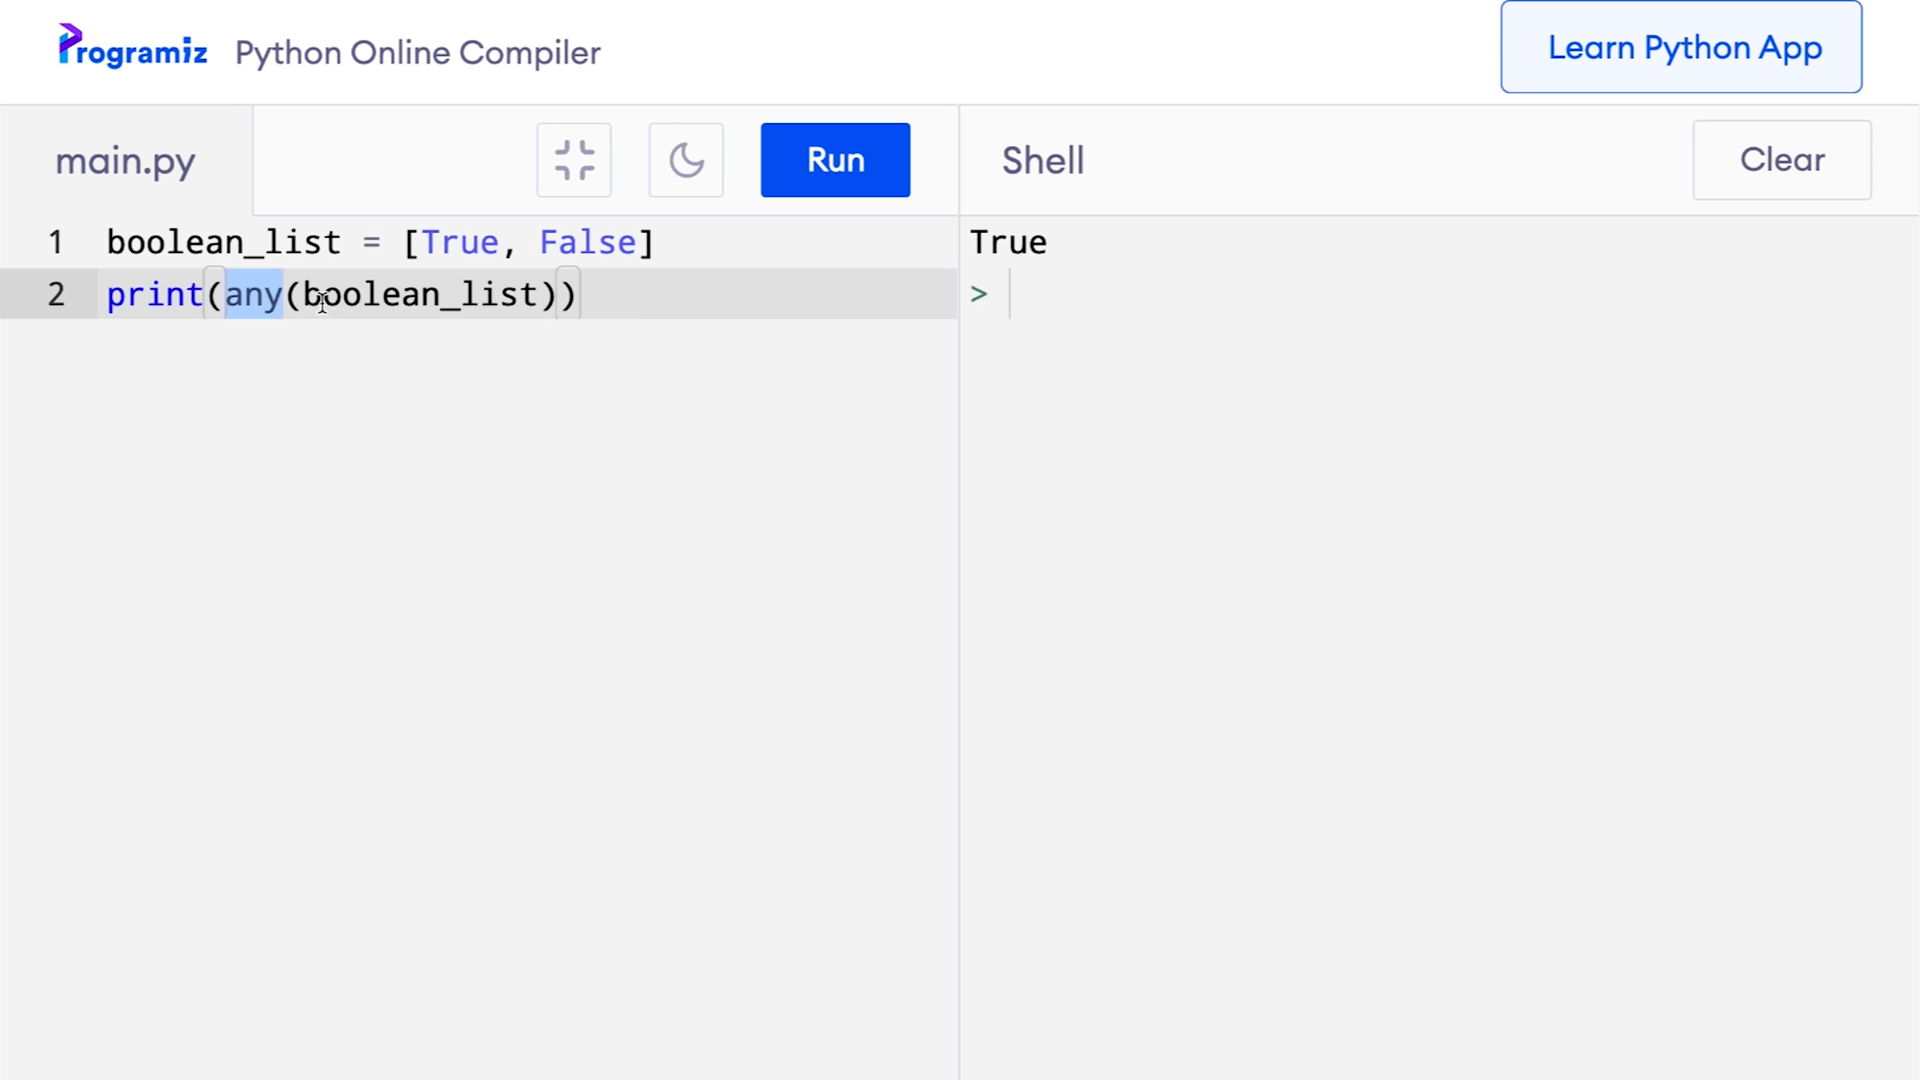 Programiz Python Online Compiler
Learn Python App
main.py
Run
Shell
Clear
1 boolean_list = [True, False]
2 print(any(boolean_list))
True
>